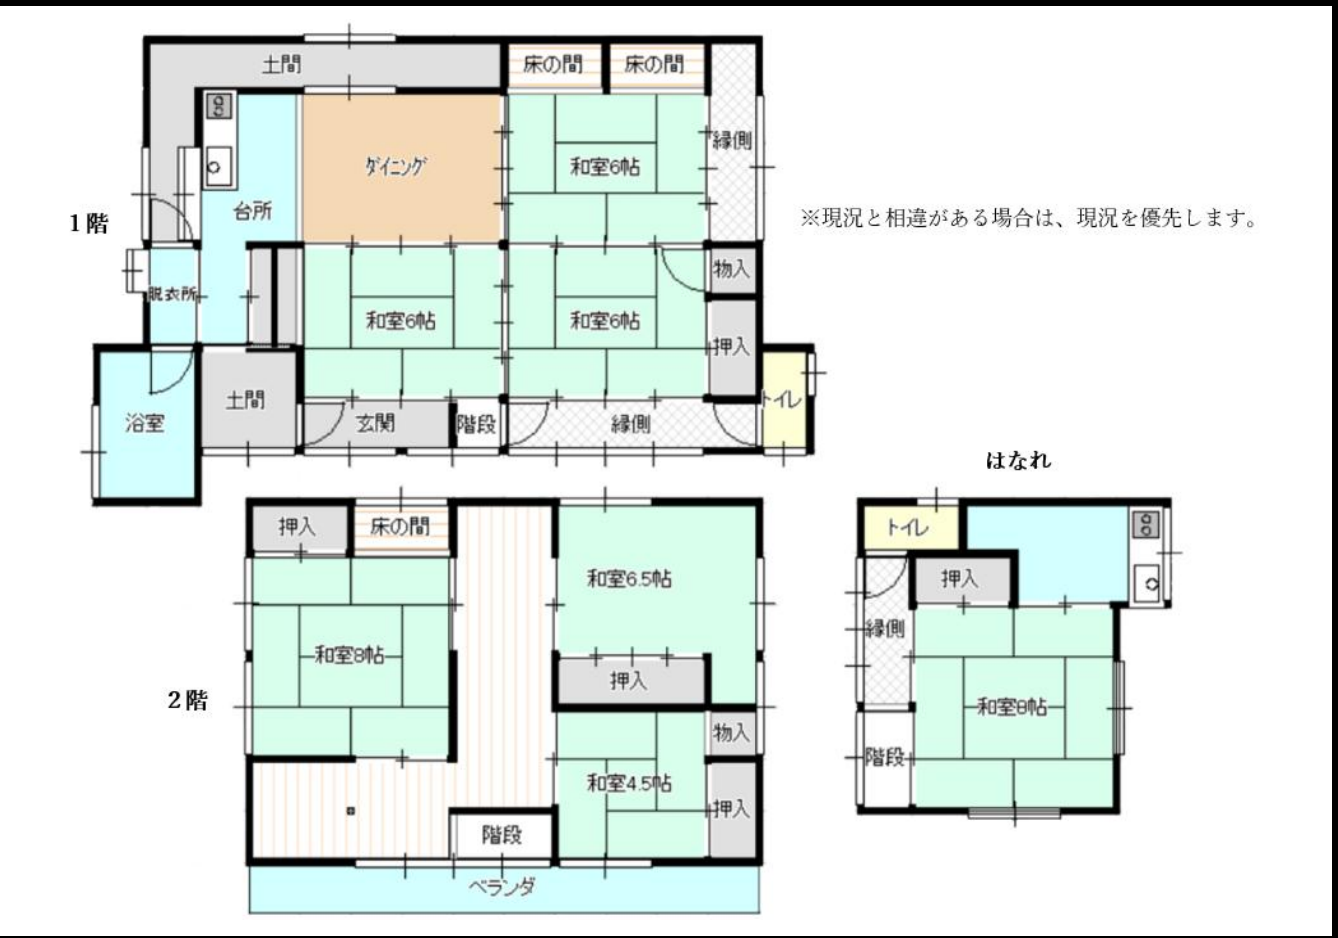 土間
床の間
床の間
縁側
ダイニング
和室6帖
台所
1階
※現況と相違がある場合は、現況を優先します。
物入
脱衣所
和室6帖
和室6帖
押入
土間
トイレ
浴室
玄関
階段
縁側
はなれ
押入
床の間
トイレ
和室6.5帖
押入
縁側
和室8帖
押入
2階
和室8帖
物入
階段
和室4.5帖
押入
階段
ベランダ